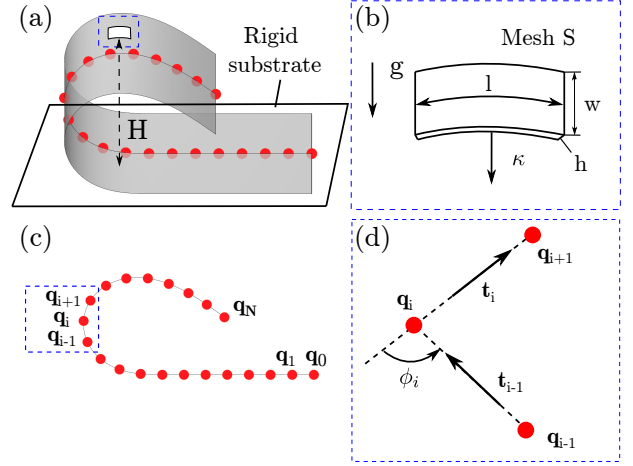 (a)
Rigid
substrate
H
(b)
Mesh S
g
l
w
κ
h
(c)
q_{i+1}
q_i
q_{i-1}
q_N
q_1 q_0
(d)
q_{i+1}
q_i
t_i
ϕ_i
t_{i-1}
q_{i-1}